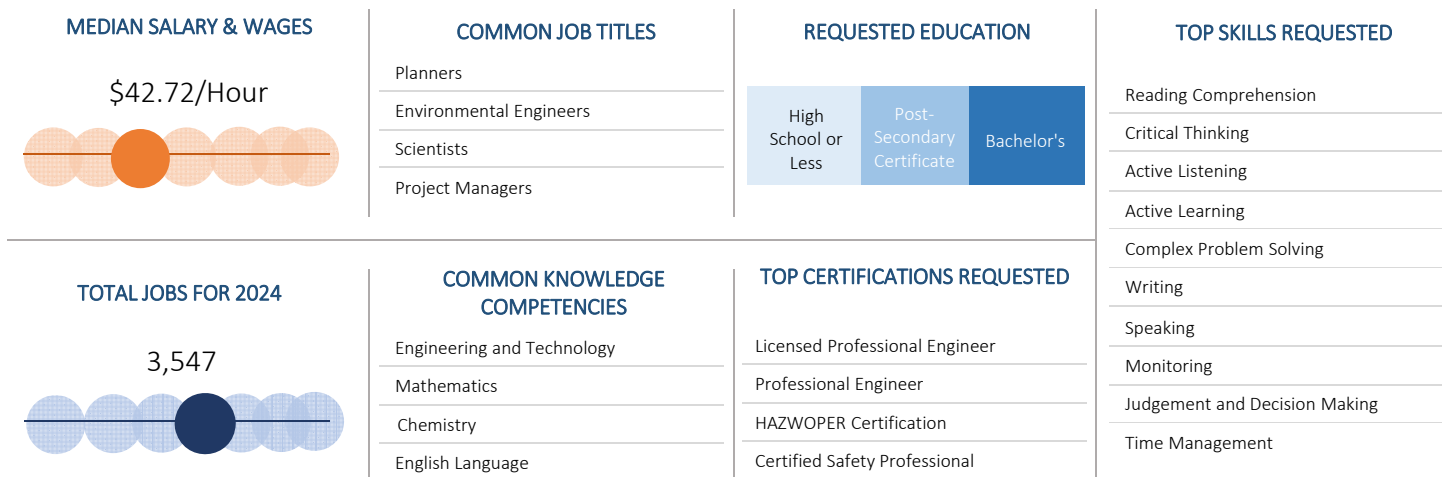 MEDIAN SALARY & WAGES
$42.72/Hour
COMMON JOB TITLES
Planners
Environmental Engineers
Scientists
Project Managers
REQUESTED EDUCATION
High
School or
Less
Post-
Secondary
Certificate
Bachelor's
TOP SKILLS REQUESTED
Reading Comprehension
Critical Thinking
Active Listening
Active Learning
Complex Problem Solving
Writing
Speaking
Monitoring
Judgement and Decision Making
Time Management
TOTAL JOBS FOR 2024
3,547
COMMON KNOWLEDGE
COMPETENCIES
Engineering and Technology
Mathematics
Chemistry
English Language
TOP CERTIFICATIONS REQUESTED
Licensed Professional Engineer
Professional Engineer
HAZWOPER Certification
Certified Safety Professional